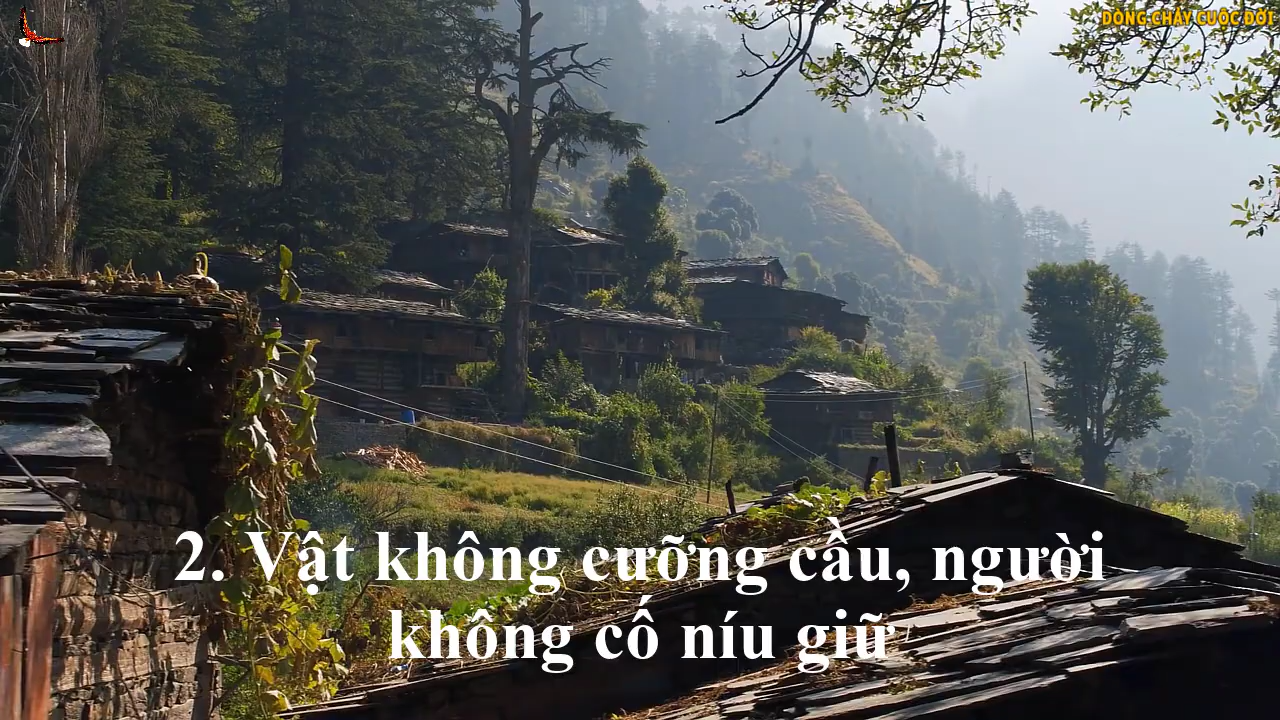 DÒNG CHẢY CUỘC ĐỜI
2. Vật không cưỡng cầu, người
không cố níu giữ